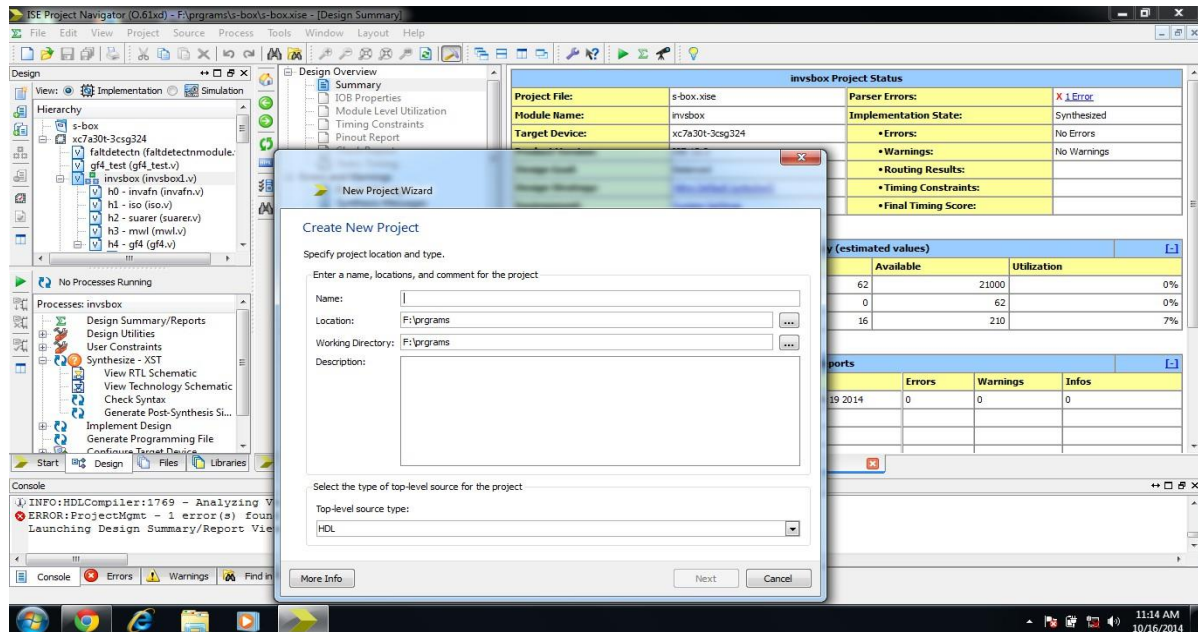 ISE Project Navigator (O.61xd) - F:\prgrams\s-box\s-box.xise - [Design Summary]
File Edit View Project Source Process Tools Window Layout Help
Design
View: Implementation Simulation
Hierarchy
s-box
xc7a30t-3csg324
faltdetectn (faltdetectnmodule.
gf4_test (gf4_test.v)
invsbox (invsbox1.v)
h0 - invafn (invafn.v)
h1 - iso (iso.v)
h2 - suarer (suarer.v)
h3 - mwl (mwl.v)
h4 - gf4 (gf4.v)
No Processes Running
Processes: invsbox
Design Summary/Reports
Design Utilities
User Constraints
Synthesize - XST
View RTL Schematic
View Technology Schematic
Check Syntax
Generate Post-Synthesis Si...
Implement Design
Generate Programming File
Configure Target Device
Start Design Files Libraries
Design Overview
Summary
IOB Properties
Module Level Utilization
Timing Constraints
Pinout Report
invsbox Project Status
Project File: s-box.xise Parser Errors: X 1 Error
Module Name: invsbox Implementation State: Synthesized
Target Device: xc7a30t-3csg324 •Errors: No Errors
•Warnings: No Warnings
•Routing Results:
•Timing Constraints:
•Final Timing Score:
y (estimated values) [-]
Available Utilization
62 21000 0%
0 62 0%
16 210 7%
ports [-]
Errors Warnings Infos
19 2014 0 0 0
New Project Wizard
Create New Project
Specify project location and type.
Enter a name, locations, and comment for the project
Name:
Location: F:\prgrams ...
Working Directory: F:\prgrams ...
Description:
Select the type of top-level source for the project
Top-level source type:
HDL
More Info Next Cancel
Console
INFO:HDLCompiler:1769 - Analyzing V
ERROR:ProjectMgmt - 1 error(s) foun
Launching Design Summary/Report Vie
Console Errors Warnings Find in
11:14 AM
10/16/2014